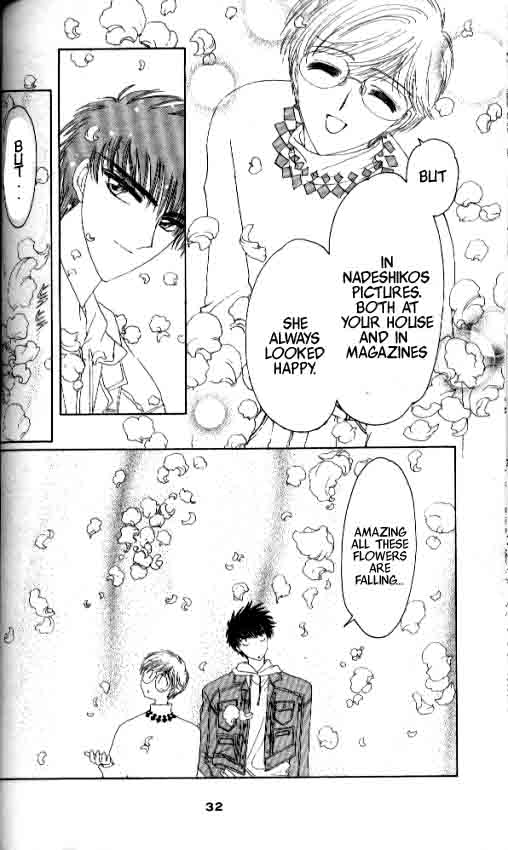 BUT
IN
NADESHIKOS
PICTURES.
BOTH AT
YOUR HOUSE
AND IN
MAGAZINES
SHE
ALWAYS
LOOKED
HAPPY.
BUT...
AMAZING
ALL THESE
FLOWERS
ARE
FALLING...
32